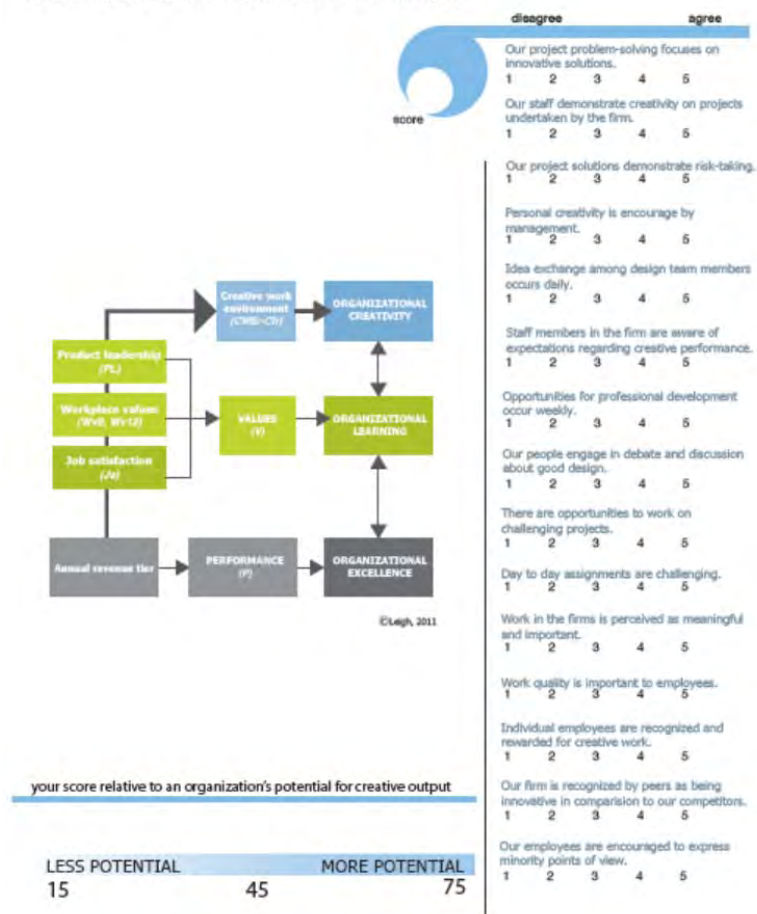 disagree agree
score
Our project problem-solving focuses on
innovative solutions.
1 2 3 4 5
Our staff demonstrate creativity on projects
undertaken by the firm.
1 2 3 4 5
Our project solutions demonstrate risk-taking.
1 2 3 4 5
Personal creativity is encourage by
management.
1 2 3 4 5
Idea exchange among design team members
occurs daily.
1 2 3 4 5
Staff members in the firm are aware of
expectations regarding creative performance.
1 2 3 4 5
Opportunities for professional development
occur weekly.
1 2 3 4 5
Our people engage in debate and discussion
about good design.
1 2 3 4 5
There are opportunities to work on
challenging projects.
1 2 3 4 5
Day to day assignments are challenging.
1 2 3 4 5
Work in the firms is perceived as meaningful
and important.
1 2 3 4 5
Work quality is important to employees.
1 2 3 4 5
Individual employees are recognized and
rewarded for creative work.
1 2 3 4 5
Our firm is recognized by peers as being
innovative in comparision to our competitors.
1 2 3 4 5
Our employees are encouraged to express
minority points of view.
1 2 3 4 5
Creative work
environment
ORGANIZATIONAL
CREATIVITY
Product leadership
(PL)
Workplace values
Job satisfaction
(Js)
VALUES
(V)
ORGANIZATIONAL
LEARNING
Annual revenue tier
PERFORMANCE
(P)
ORGANIZATIONAL
EXCELLENCE
©Leigh, 2011
your score relative to an organization's potential for creative output
LESS POTENTIAL MORE POTENTIAL
15 45 75